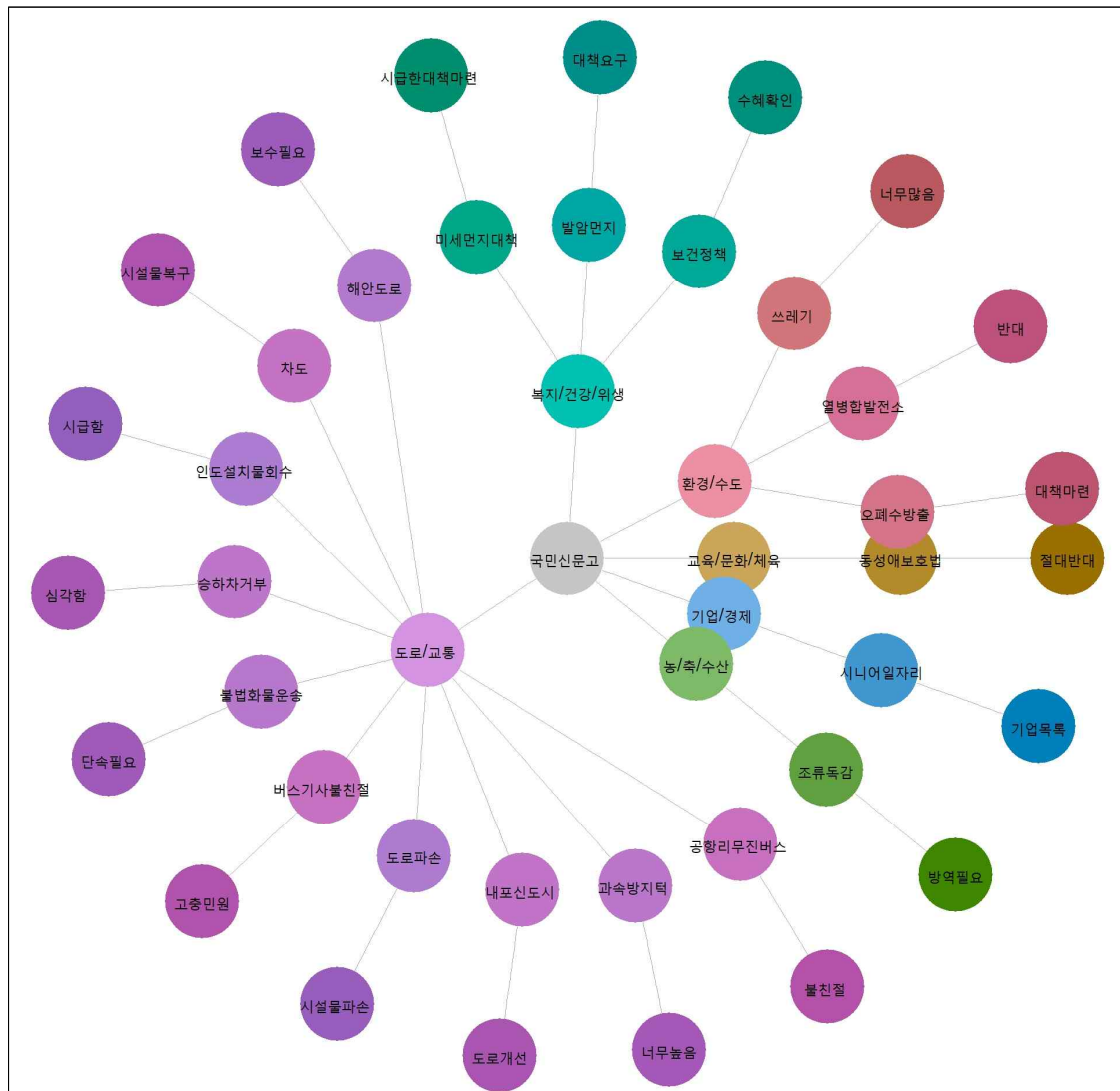 시급한대책마련
대책요구
수혜확인
보수필요
너무많음
미세먼지대책
발암먼지
보건정책
시설물복구
해안도로
쓰레기
반대
차도
복지/건강/위생
열병합발전소
시급함
인도설치물회수
환경/수도
오폐수방출
대책마련
국민신문고
교육/문화/체육
동성애보호법
절대반대
심각함
승하차거부
기업/경제
도로/교통
농/축/수산
시니어일자리
불법화물운송
기업목록
단속필요
버스기사불친절
조류독감
공항리무진버스
도로파손
내포신도시
과속방지턱
방역필요
고충민원
불친절
시설물파손
도로개선
너무높음